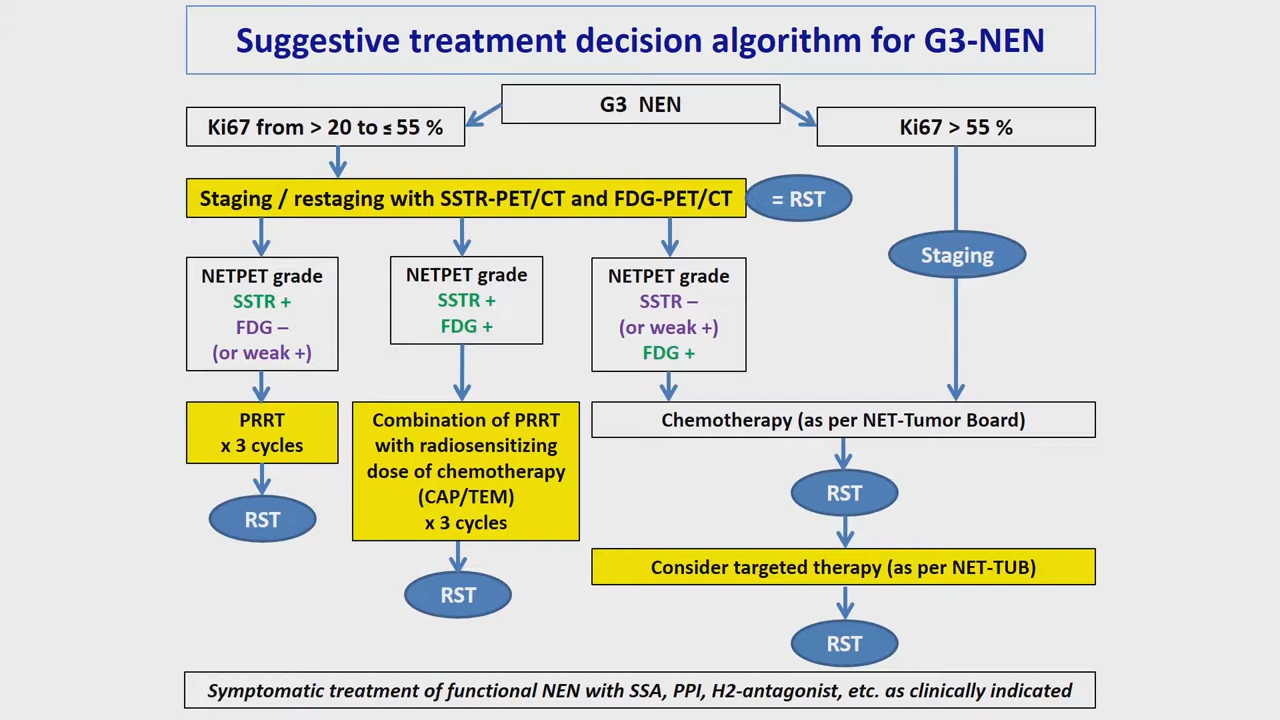 Suggestive treatment decision algorithm for G3-NEN
G3 NEN
Ki67 from > 20 to ≤ 55 %
Ki67 > 55 %
Staging / restaging with SSTR-PET/CT and FDG-PET/CT
= RST
Staging
NETPET grade
SSTR +
FDG –
(or weak +)
NETPET grade
SSTR +
FDG +
NETPET grade
SSTR –
(or weak +)
FDG +
PRRT
x 3 cycles
RST
Combination of PRRT
with radiosensitizing
dose of chemotherapy
(CAP/TEM)
x 3 cycles
RST
Chemotherapy (as per NET-Tumor Board)
RST
Consider targeted therapy (as per NET-TUB)
RST
Symptomatic treatment of functional NEN with SSA, PPI, H2-antagonist, etc. as clinically indicated